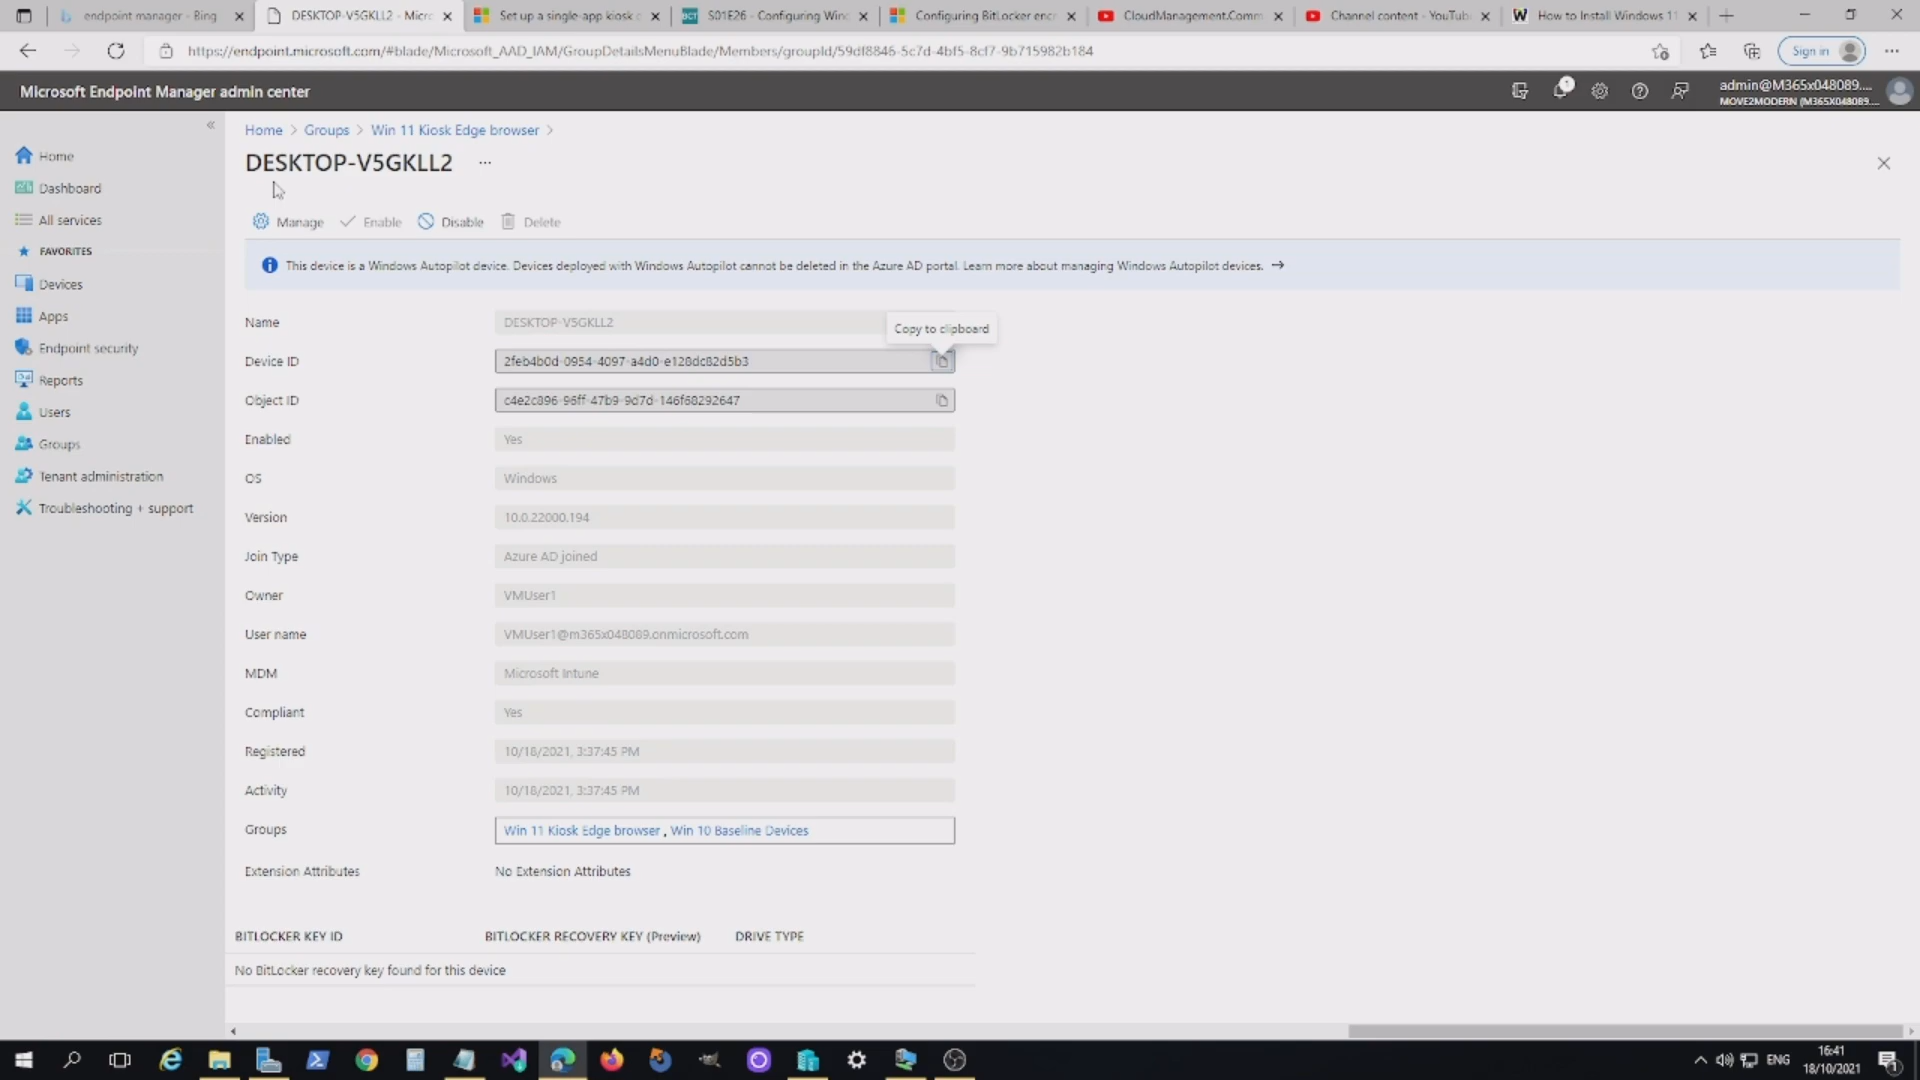 endpoint manager - Bing
DESKTOP-V5GKLL2 - Micr
Set up a single-app kiosk c
S01E26 - Configuring Winc
Configuring BitLocker encr
CloudManagement.Comm
Channel content - YouTub
How to Install Windows 11
https://endpoint.microsoft.com/#blade/Microsoft_AAD_IAM/GroupDetailsMenuBlade/Members/groupId/59df8846-5c7d-4bf5-8cf7-9b715982b184
Sign in
Microsoft Endpoint Manager admin center
admin@M365x048089....
MOVE2MODERN (M365X048089....
Home > Groups > Win 11 Kiosk Edge browser >
DESKTOP-V5GKLL2 ...
Home
Dashboard
All services
FAVORITES
Devices
Apps
Endpoint security
Reports
Users
Groups
Tenant administration
Troubleshooting + support
Manage
Enable
Disable
Delete
This device is a Windows Autopilot device. Devices deployed with Windows Autopilot cannot be deleted in the Azure AD portal. Learn more about managing Windows Autopilot devices. →
Name DESKTOP-V5GKLL2
Copy to clipboard
Device ID 2feb4b0d-0954-4097-a4d0-e128dc82d5b3
Object ID c4e2c896-96ff-47b9-9d7d-146f68292647
Enabled Yes
OS Windows
Version 10.0.22000.194
Join Type Azure AD joined
Owner VMUser1
User name VMUser1@m365x048089.onmicrosoft.com
MDM Microsoft Intune
Compliant Yes
Registered 10/18/2021, 3:37:45 PM
Activity 10/18/2021, 3:37:45 PM
Groups Win 11 Kiosk Edge browser , Win 10 Baseline Devices
Extension Attributes No Extension Attributes
BITLOCKER KEY ID BITLOCKER RECOVERY KEY (Preview) DRIVE TYPE
No BitLocker recovery key found for this device
ENG
16:41
18/10/2021